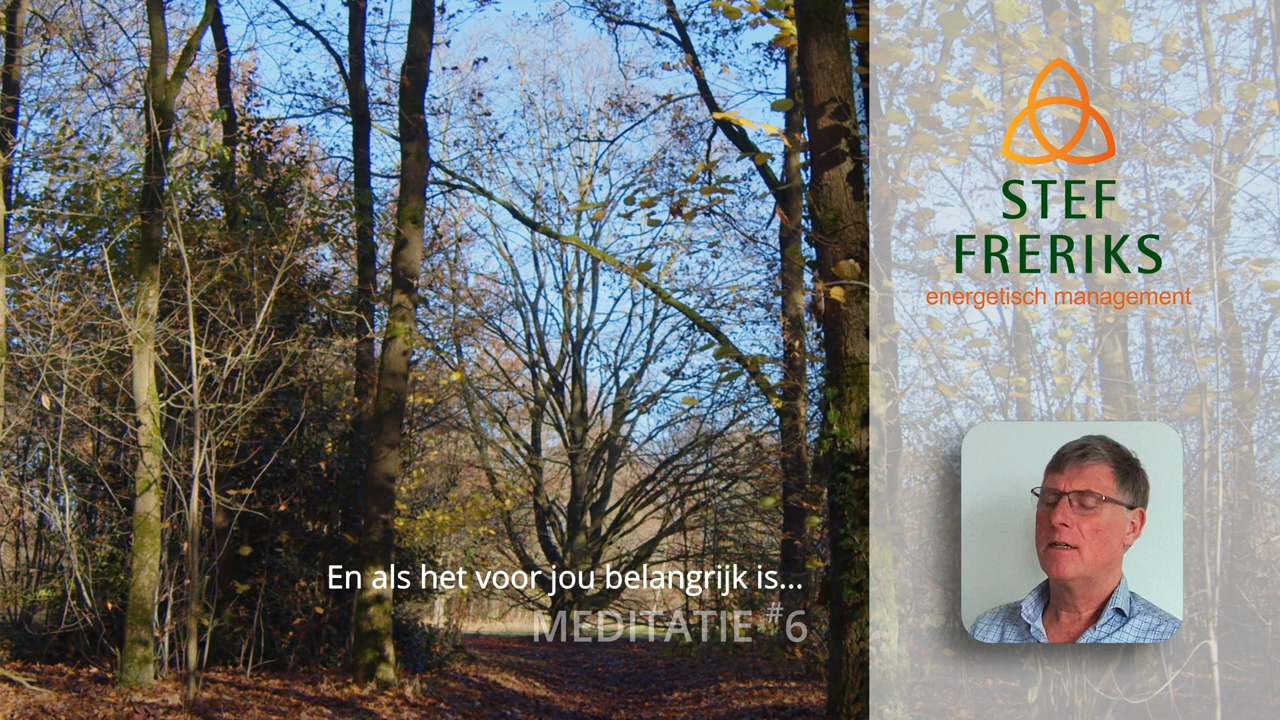 STEF
FRERIKS
energetisch management
En als het voor jou belangrijk is...
MEDITATIE #6